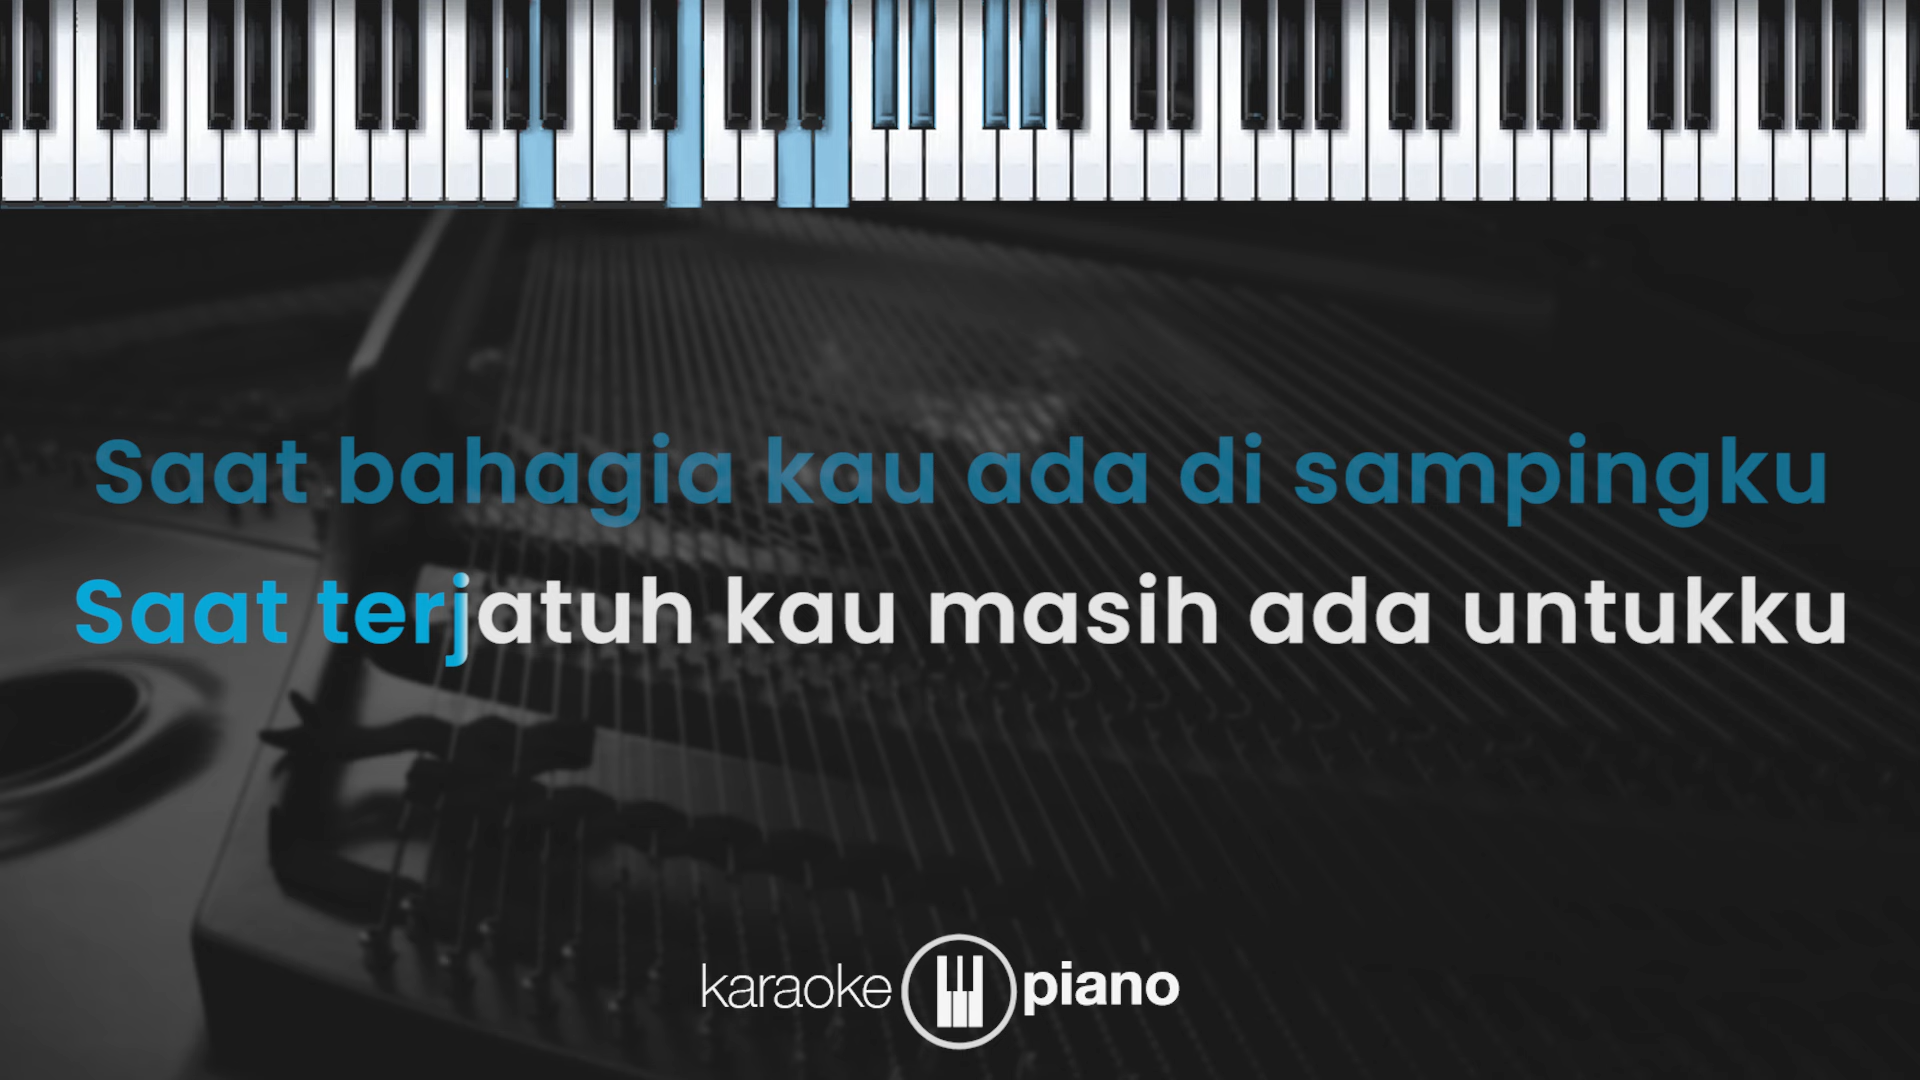 Saat bahagia kau ada di sampingku
Saat terjatuh kau masih ada untukku
karaoke piano